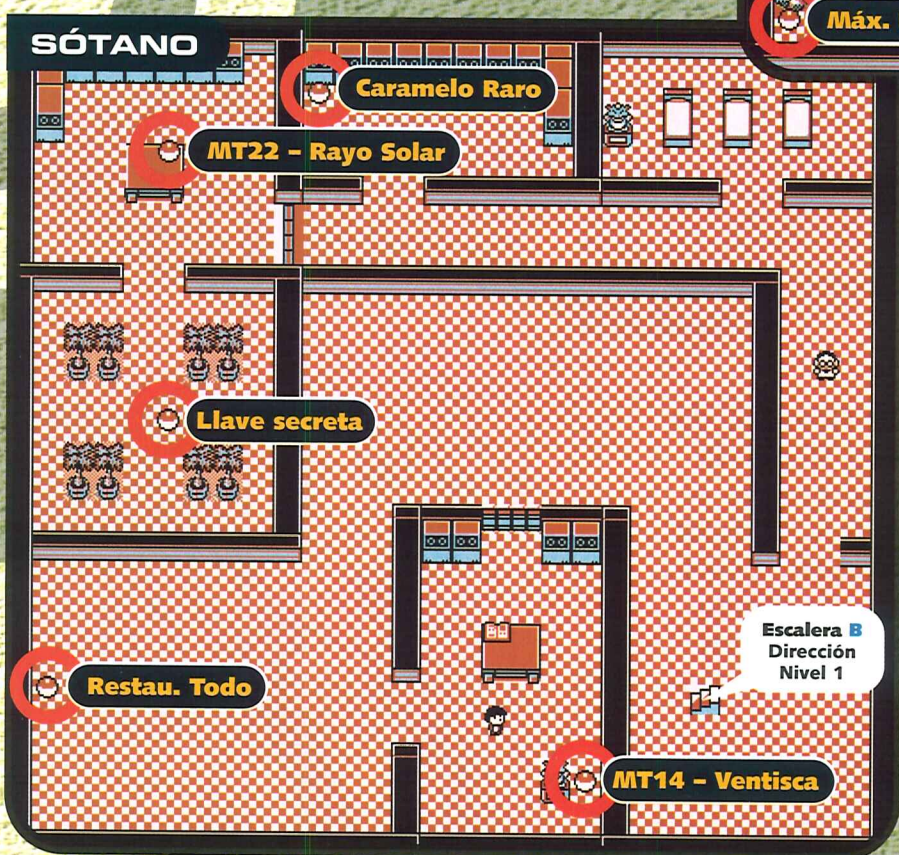 Máx.
SÓTANO
Caramelo Raro
MT22 – Rayo Solar
Llave secreta
Escalera B
Dirección
Nivel 1
Restau. Todo
MT14 – Ventisca